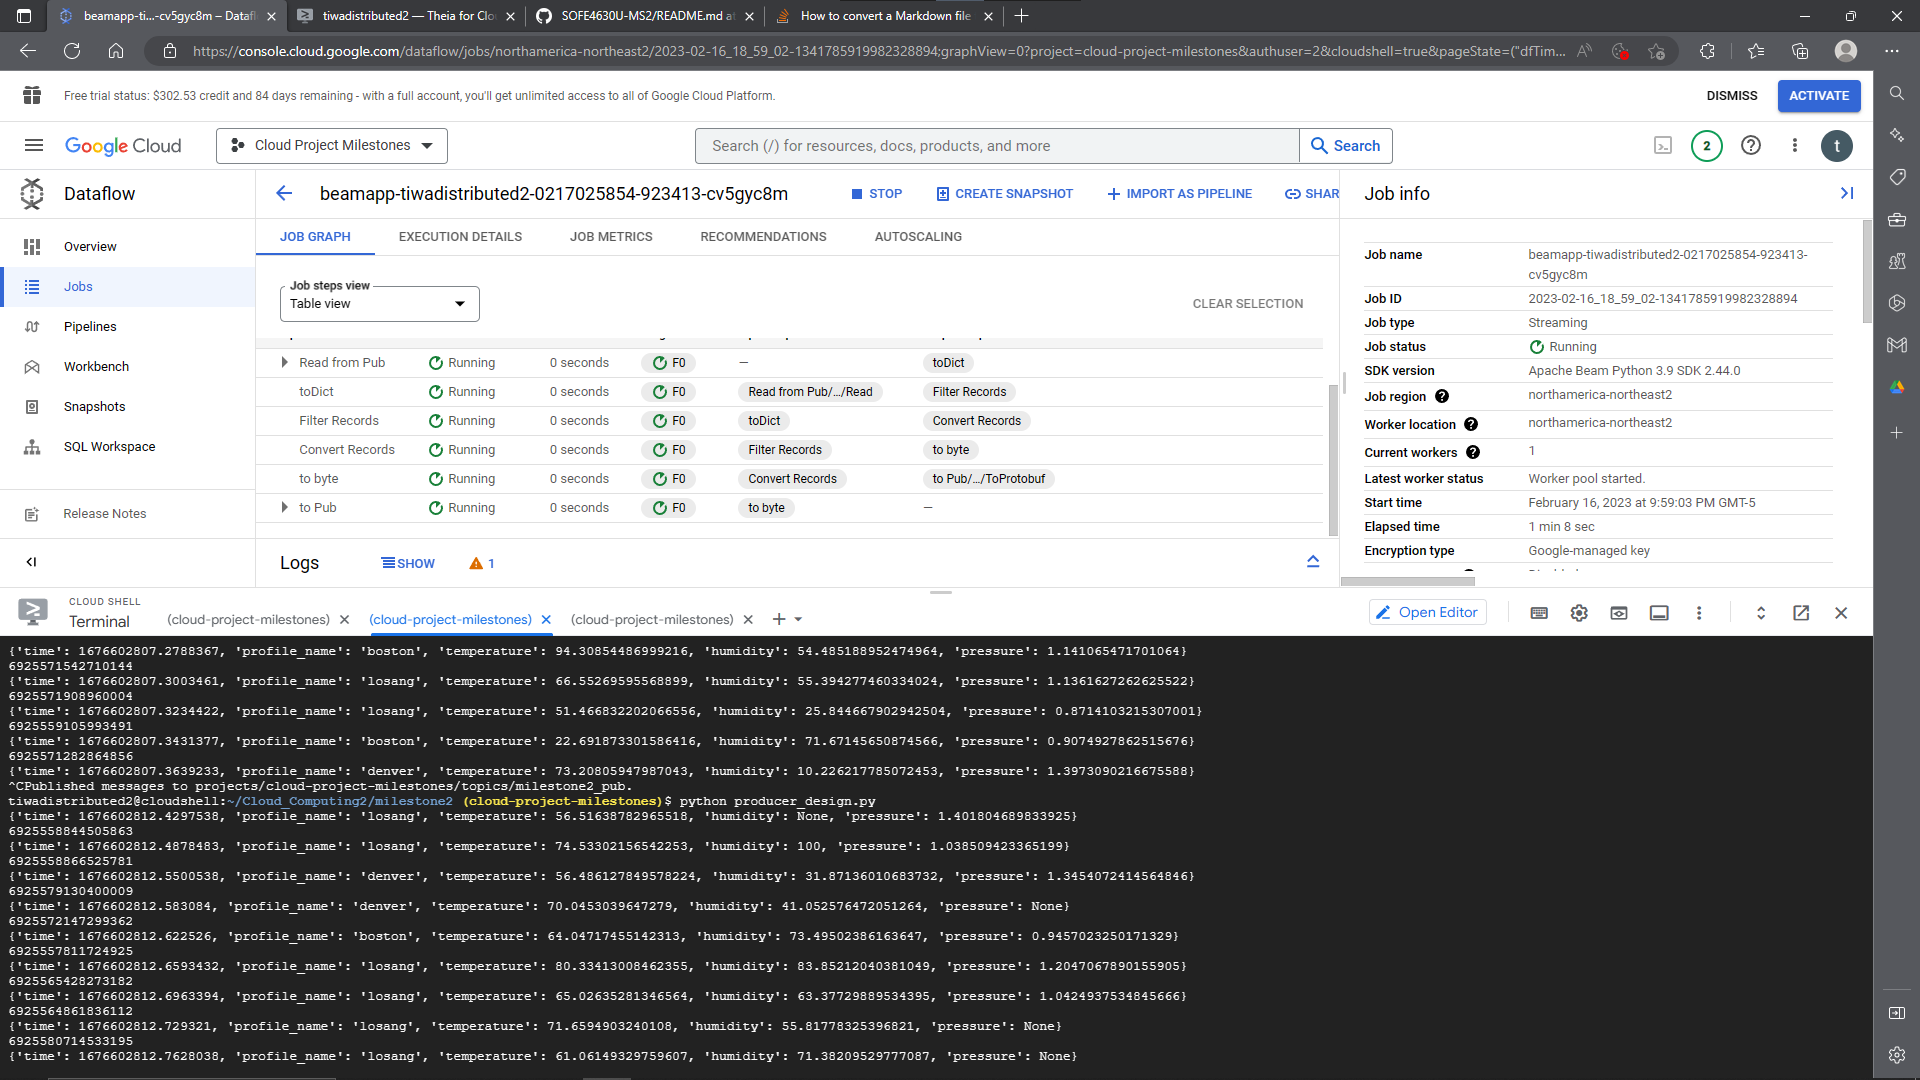 beamapp-ti...-cv5gyc8m – Datafl
tiwadistributed2 — Theia for Clo
SOFE4630U-MS2/README.md at
How to convert a Markdown file
https://console.cloud.google.com/dataflow/jobs/northamerica-northeast2/2023-02-16_18_59_02-1341785919982328894;graphView=0?project=cloud-project-milestones&authuser=2&cloudshell=true&pageState=("dfTim...
Free trial status: $302.53 credit and 84 days remaining - with a full account, you'll get unlimited access to all of Google Cloud Platform.
DISMISS
ACTIVATE
Google Cloud
Cloud Project Milestones
Search (/) for resources, docs, products, and more
Search
2
t
Dataflow
Overview
Jobs
Pipelines
Workbench
Snapshots
SQL Workspace
Release Notes
beamapp-tiwadistributed2-0217025854-923413-cv5gyc8m
STOP
CREATE SNAPSHOT
IMPORT AS PIPELINE
SHAR
JOB GRAPH
EXECUTION DETAILS
JOB METRICS
RECOMMENDATIONS
AUTOSCALING
Job steps view
Table view
CLEAR SELECTION
Read from Pub Running 0 seconds F0 — toDict
toDict Running 0 seconds F0 Read from Pub/.../Read Filter Records
Filter Records Running 0 seconds F0 toDict Convert Records
Convert Records Running 0 seconds F0 Filter Records to byte
to byte Running 0 seconds F0 Convert Records to Pub/.../ToProtobuf
to Pub Running 0 seconds F0 to byte —
Logs
SHOW
1
Job info
Job name beamapp-tiwadistributed2-0217025854-923413-
cv5gyc8m
Job ID 2023-02-16_18_59_02-1341785919982328894
Job type Streaming
Job status Running
SDK version Apache Beam Python 3.9 SDK 2.44.0
Job region northamerica-northeast2
Worker location northamerica-northeast2
Current workers 1
Latest worker status Worker pool started.
Start time February 16, 2023 at 9:59:03 PM GMT-5
Elapsed time 1 min 8 sec
Encryption type Google-managed key
CLOUD SHELL
Terminal
(cloud-project-milestones)
(cloud-project-milestones)
(cloud-project-milestones)
Open Editor
{'time': 1676602807.2788367, 'profile_name': 'boston', 'temperature': 94.30854486999216, 'humidity': 54.485188952474964, 'pressure': 1.141065471701064}
6925571542710144
{'time': 1676602807.3003461, 'profile_name': 'losang', 'temperature': 66.55269595568899, 'humidity': 55.394277460334024, 'pressure': 1.1361627262625522}
6925571908960004
{'time': 1676602807.3234422, 'profile_name': 'losang', 'temperature': 51.466832202066556, 'humidity': 25.844667902942504, 'pressure': 0.8714103215307001}
6925559105993491
{'time': 1676602807.3431377, 'profile_name': 'boston', 'temperature': 22.691873301586416, 'humidity': 71.67145650874566, 'pressure': 0.9074927862515676}
6925571282864856
{'time': 1676602807.3639233, 'profile_name': 'denver', 'temperature': 73.20805947987043, 'humidity': 10.226217785072453, 'pressure': 1.3973090216675588}
^CPublished messages to projects/cloud-project-milestones/topics/milestone2_pub.
tiwadistributed2@cloudshell:~/Cloud_Computing2/milestone2 (cloud-project-milestones)$ python producer_design.py
{'time': 1676602812.4297538, 'profile_name': 'losang', 'temperature': 56.51638782965518, 'humidity': None, 'pressure': 1.401804689833925}
6925558844505863
{'time': 1676602812.4878483, 'profile_name': 'losang', 'temperature': 74.53302156542253, 'humidity': 100, 'pressure': 1.038509423365199}
6925558866525781
{'time': 1676602812.5500538, 'profile_name': 'denver', 'temperature': 56.486127849578224, 'humidity': 31.87136010683732, 'pressure': 1.3454072414564846}
6925579130400009
{'time': 1676602812.583084, 'profile_name': 'denver', 'temperature': 70.0453039647279, 'humidity': 41.052576472051264, 'pressure': None}
6925572147299362
{'time': 1676602812.622526, 'profile_name': 'boston', 'temperature': 64.04717455142313, 'humidity': 73.49502386163647, 'pressure': 0.9457023250171329}
6925557811724925
{'time': 1676602812.6593432, 'profile_name': 'losang', 'temperature': 80.33413008462355, 'humidity': 83.85212040381049, 'pressure': 1.2047067890155905}
6925565428273182
{'time': 1676602812.6963394, 'profile_name': 'losang', 'temperature': 65.02635281346564, 'humidity': 63.37729889534395, 'pressure': 1.0424937534845666}
6925564861836112
{'time': 1676602812.729321, 'profile_name': 'losang', 'temperature': 71.6594903240108, 'humidity': 55.81778325396821, 'pressure': None}
6925580714533195
{'time': 1676602812.7628038, 'profile_name': 'losang', 'temperature': 61.06149329759607, 'humidity': 71.38209529777087, 'pressure': None}